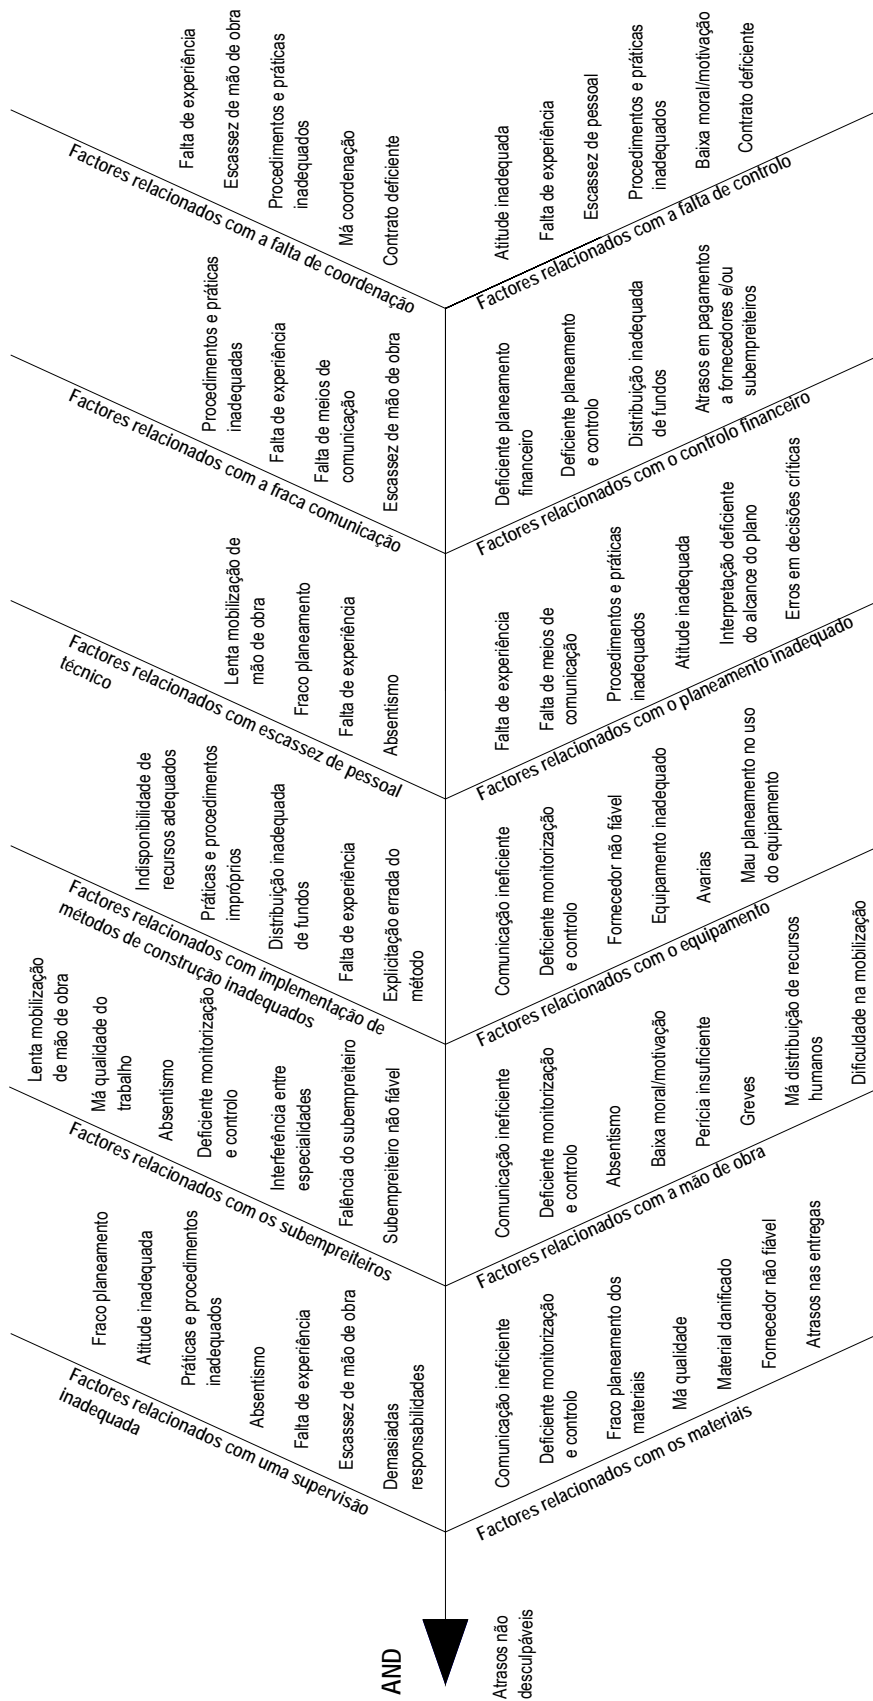 AND
Atrasos não
desculpáveis
Factores relacionados com uma supervisão
inadequada
Fraco planeamento
Atitude inadequada
Práticas e procedimentos
inadequados
Absentismo
Falta de experiência
Escassez de mão de obra
Demasiadas
responsabilidades
Factores relacionados com os subempreiteiros
Lenta mobilização
de mão de obra
Má qualidade do
trabalho
Absentismo
Deficiente monitorização
e controlo
Interferência entre
especialidades
Falência do subempreiteiro
Subempreiteiro não fiável
Factores relacionados com implementação de
métodos de construção inadequados
Indisponibilidade de
recursos adequados
Práticas e procedimentos
impróprios
Distribuição inadequada
de fundos
Falta de experiência
Explicitação errada do
método
Factores relacionados com escassez de pessoal
técnico
Lenta mobilização de
mão de obra
Fraco planeamento
Falta de experiência
Absentismo
Factores relacionados com a fraca comunicação
Procedimentos e práticas
inadequadas
Falta de experiência
Falta de meios de
comunicação
Escassez de mão de obra
Factores relacionados com a falta de coordenação
Falta de experiência
Escassez de mão de obra
Procedimentos e práticas
inadequados
Má coordenação
Contrato deficiente
Factores relacionados com os materiais
Comunicação ineficiente
Deficiente monitorização
e controlo
Fraco planeamento dos
materiais
Má qualidade
Material danificado
Fornecedor não fiável
Atrasos nas entregas
Factores relacionados com a mão de obra
Comunicação ineficiente
Deficiente monitorização
e controlo
Absentismo
Baixa moral/motivação
Perícia insuficiente
Greves
Má distribuição de recursos
humanos
Dificuldade na mobilização
Factores relacionados com o equipamento
Comunicação ineficiente
Deficiente monitorização
e controlo
Fornecedor não fiável
Equipamento inadequado
Avarias
Mau planeamento no uso
do equipamento
Factores relacionados com o planeamento inadequado
Falta de experiência
Falta de meios de
comunicação
Procedimentos e práticas
inadequados
Atitude inadequada
Interpretação deficiente
do alcance do plano
Erros em decisões críticas
Factores relacionados com o controlo financeiro
Deficiente planeamento
financeiro
Deficiente planeamento
e controlo
Distribuição inadequada
de fundos
Atrasos em pagamentos
a fornecedores e/ou
subempreiteiros
Factores relacionados com a falta de controlo
Atitude inadequada
Falta de experiência
Escassez de pessoal
Procedimentos e práticas
inadequados
Baixa moral/motivação
Contrato deficiente